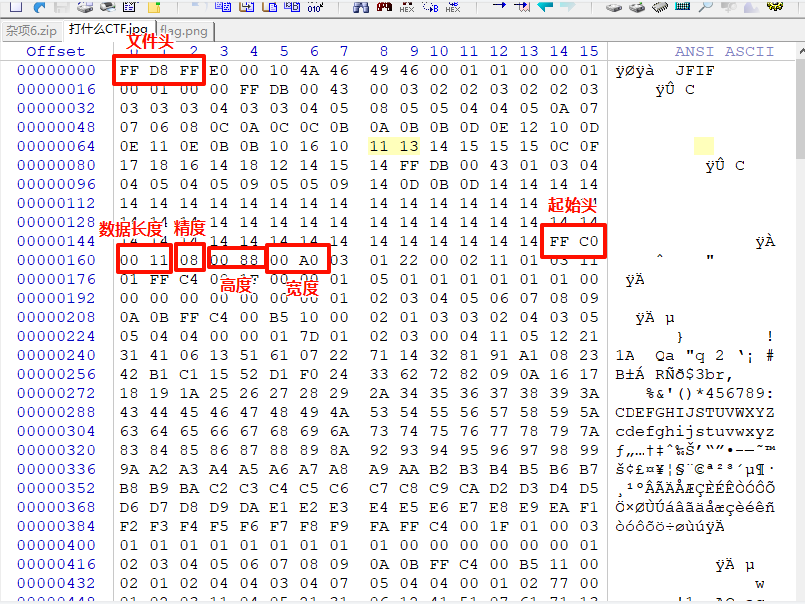 杂项6.zip 打什么CTF.jpg flag.png
Offset 2 3 4 5 6 7 8 9 10 11 12 13 14 15 ANSI ASCII
文件头
00000000 FF D8 FF E0 00 10 4A 46 49 46 00 01 01 00 00 01 ÿØÿà JFIF
00000016 00 01 00 00 FF DB 00 43 00 03 02 02 03 02 02 03 ÿÛ C
00000032 03 03 03 04 03 03 04 05 08 05 05 04 04 05 0A 07
00000048 07 06 08 0C 0A 0C 0C 0B 0A 0B 0B 0D 0E 12 10 0D
00000064 0E 11 0E 0B 0B 10 16 10 11 13 14 15 15 15 0C 0F
00000080 17 18 16 14 18 12 14 15 14 FF DB 00 43 01 03 04 ÿÛ C
00000096 04 05 04 05 09 05 05 09 14 0D 0B 0D 14 14 14 14
00000112 14 14 14 14 14 14 14 14 14 14 14 14 14 14 14 14
起始头
00000128 14 14 14 14 14 14 14 14 14 14 14 14 14 14
数据长度 精度
00000144 14 14 14 14 14 14 14 14 14 14 14 FF C0 ÿÀ
00000160 00 11 08 00 88 00 A0 03 01 22 00 02 11 01 03 11 ˆ "
高度 宽度
00000176 01 FF C4 00 00 01 05 01 01 01 01 01 01 00 ÿÄ
00000192 00 00 00 00 00 00 00 01 02 03 04 05 06 07 08 09
00000208 0A 0B FF C4 00 B5 10 00 02 01 03 03 02 04 03 05 ÿÄ µ
00000224 05 04 04 00 00 01 7D 01 02 03 00 04 11 05 12 21 } !
00000240 31 41 06 13 51 61 07 22 71 14 32 81 91 A1 08 23 1A Qa "q 2 ‘¡ #
00000256 42 B1 C1 15 52 D1 F0 24 33 62 72 82 09 0A 16 17 B±Á RÑð$3br‚
00000272 18 19 1A 25 26 27 28 29 2A 34 35 36 37 38 39 3A %&'()*456789:
00000288 43 44 45 46 47 48 49 4A 53 54 55 56 57 58 59 5A CDEFGHIJSTUVWXYZ
00000304 63 64 65 66 67 68 69 6A 73 74 75 76 77 78 79 7A cdefghijstuvwxyz
00000320 83 84 85 86 87 88 89 8A 92 93 94 95 96 97 98 99 ƒ„…†‡ˆ‰Š’“”•–—˜™
00000336 9A A2 A3 A4 A5 A6 A7 A8 A9 AA B2 B3 B4 B5 B6 B7 š¢£¤¥¦§¨©ª²³´µ¶·
00000352 B8 B9 BA C2 C3 C4 C5 C6 C7 C8 C9 CA D2 D3 D4 D5 ¸¹ºÂÃÄÅÆÇÈÉÊÒÓÔÕ
00000368 D6 D7 D8 D9 DA E1 E2 E3 E4 E5 E6 E7 E8 E9 EA F1 Ö×ØÙÚáâãäåæçèéêñ
00000384 F2 F3 F4 F5 F6 F7 F8 F9 FA FF C4 00 1F 01 00 03 òóôõö÷øùúÿÄ
00000400 01 01 01 01 01 01 01 01 01 00 00 00 00 00 00 01
00000416 02 03 04 05 06 07 08 09 0A 0B FF C4 00 B5 11 00 ÿÄ µ
00000432 02 01 02 04 04 03 04 07 05 04 04 00 01 02 77 00 w